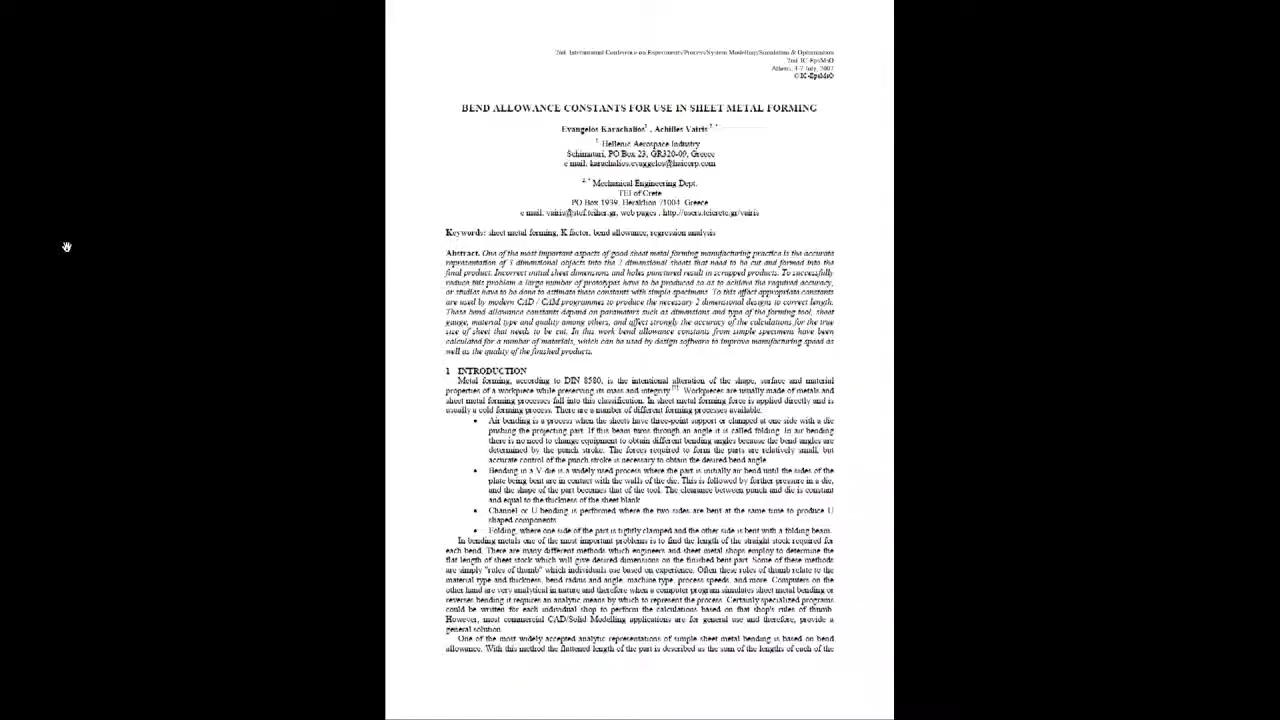 2nd International Conference on Experiments/Process/System Modelling/Simulation & Optimization
2nd IC-EpsMsO
Athens, 4-7 July, 2007
© IC-EpsMsO
BEND ALLOWANCE CONSTANTS FOR USE IN SHEET METAL FORMING
Evangelos Karachalios1, Achilles Vairis2,*
1 Hellenic Aerospace Industry
Schimatari, PO Box 23, GR320-09, Greece
e mail: karachalios.evaggelos@haicorp.com
2,* Mechanical Engineering Dept.
TEI of Crete
PO Box 1939, Heraklion 71004, Greece
e mail: vairis@stef.teiher.gr, web pages : http://users.teicrete.gr/vairis
Keywords: sheet metal forming, K factor, bend allowance, regression analysis
Abstract. One of the most important aspects of good sheet metal forming manufacturing practice is the accurate
representation of 3 dimensional objects into the 2 dimensional sheets that need to be cut and formed into the
final product. Incorrect initial sheet dimensions and holes punctured result in scrapped products. To successfully
reduce this problem a large number of prototypes have to be produced so as to achieve the required accuracy,
or studies have to be done to estimate these constants with simple specimens. To this effect appropriate constants
are used by modern CAD / CAM programmes to produce the necessary 2 dimensional designs to correct length.
These bend allowance constants depend on parameters such as dimensions and type of the forming tool, sheet
gauge, material type and quality among others, and affect strongly the accuracy of the calculations for the true
size of sheet that needs to be cut. In this work bend allowance constants from simple specimens have been
calculated for a number of materials, which can be used by design software to improve manufacturing speed as
well as the quality of the finished products.
1 INTRODUCTION
Metal forming, according to DIN 8580, is the intentional alteration of the shape, surface and material
properties of a workpiece while preserving its mass and integrity [1]. Workpieces are usually made of metals and
sheet metal forming processes fall into this classification. In sheet metal forming force is applied directly and is
usually a cold forming process. There are a number of different forming processes available.
• Air bending is a process when the sheets have three-point support or clamped at one side with a die
pushing the projecting part. If this beam turns through an angle it is called folding. In air bending
there is no need to change equipment to obtain different bending angles because the bend angles are
determined by the punch stroke. The forces required to form the parts are relatively small, but
accurate control of the punch stroke is necessary to obtain the desired bend angle.
• Bending in a V die is a widely used process where the part is initially air bend until the sides of the
plate being bent are in contact with the walls of the die. This is followed by further pressure in a die,
and the shape of the part becomes that of the tool. The clearance between punch and die is constant
and equal to the thickness of the sheet blank.
• Channel or U bending is performed where the two sides are bent at the same time to produce U
shaped components.
• Folding, where one side of the part is tightly clamped and the other side is bent with a folding beam.
In bending metals one of the most important problems is to find the length of the straight stock required for
each bend. There are many different methods which engineers and sheet metal shops employ to determine the
flat length of sheet stock which will give desired dimensions on the finished bent part. Some of these methods
are simply "rules of thumb" which individuals use based on experience. Often these rules of thumb relate to the
material type and thickness, bend radius and angle, machine type, process speeds, and more. Computers on the
other hand are very analytical in nature and therefore when a computer program simulates sheet metal bending or
reverses bending it requires an analytic means by which to represent the process. Certainly specialized programs
could be written for each individual shop to perform the calculations based on that shop's rules of thumb.
However, most commercial CAD/Solid Modelling applications are for general use and therefore, provide a
general solution.
One of the most widely accepted analytic representations of simple sheet metal bending is based on bend
allowance. With this method the flattened length of the part is described as the sum of the lengths of each of the